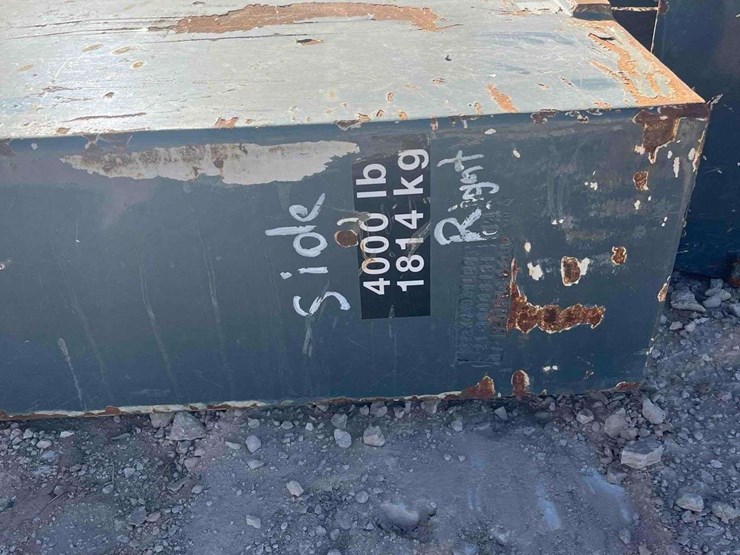 Side
4000 lb
1814 kg
Right